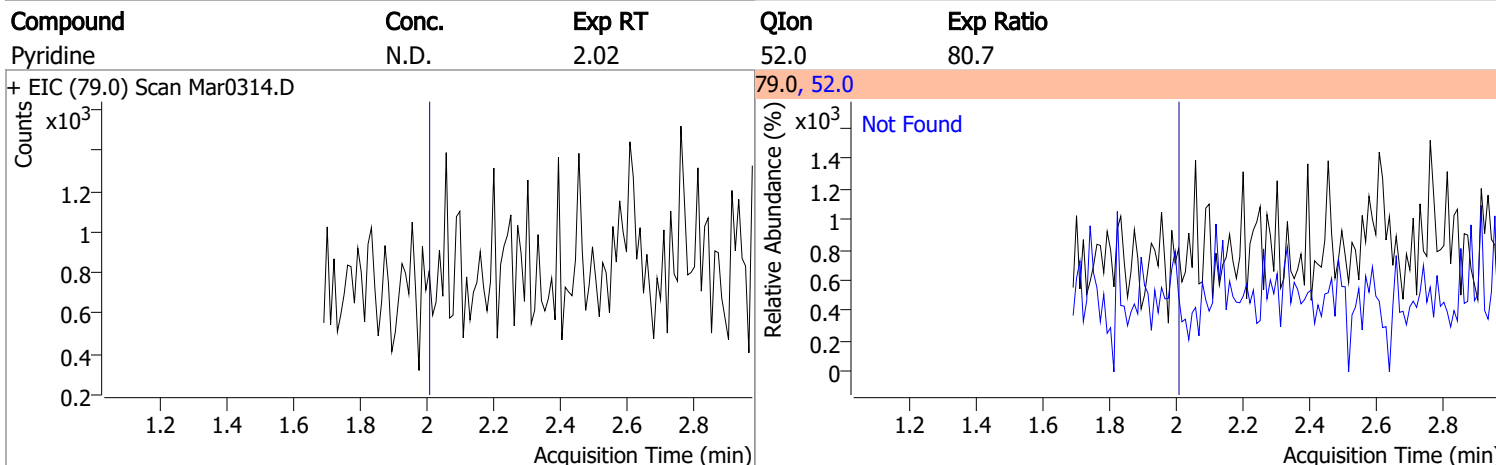 Compound Conc. Exp RT QIon Exp Ratio
Pyridine N.D. 2.02 52.0 80.7
+ EIC (79.0) Scan Mar0314.D
Counts
x10³
1.2
1
0.8
0.6
0.4
0.2
1.2 1.4 1.6 1.8 2 2.2 2.4 2.6 2.8
Acquisition Time (min)
79.0, 52.0
Relative Abundance (%)
x10³
Not Found
1.4
1.2
1
0.8
0.6
0.4
0.2
0
1.2 1.4 1.6 1.8 2 2.2 2.4 2.6 2.8
Acquisition Time (min)